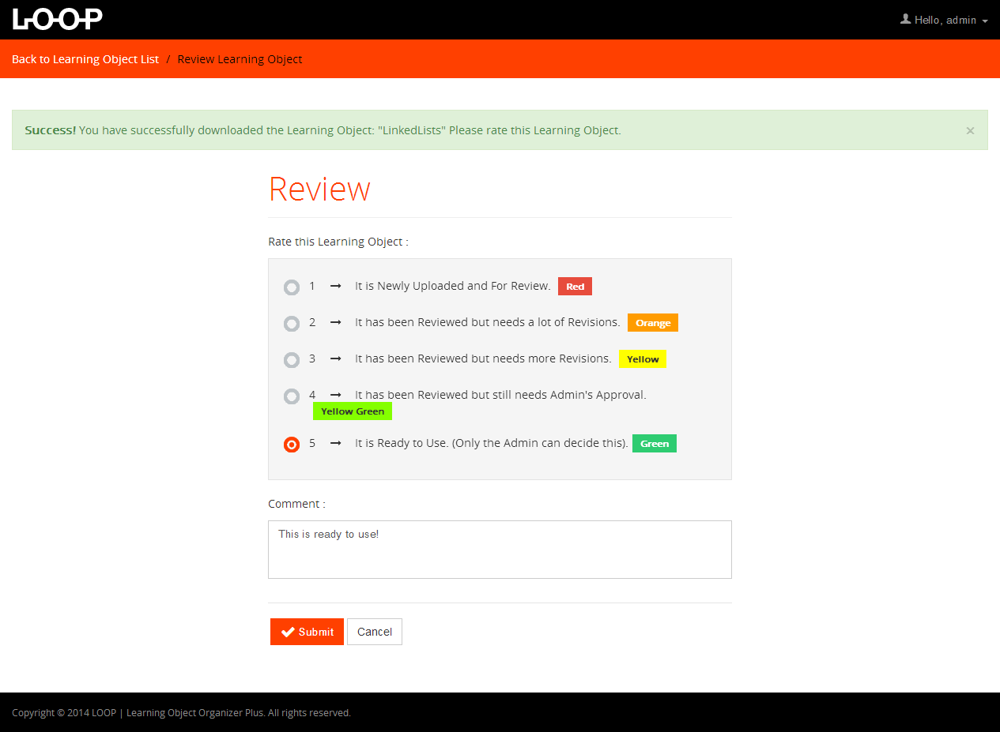 LOOP
Hello, admin
Back to Learning Object List / Review Learning Object
Success! You have successfully downloaded the Learning Object: "LinkedLists" Please rate this Learning Object. ×
Review
Rate this Learning Object :
1 → It is Newly Uploaded and For Review. Red
2 → It has been Reviewed but needs a lot of Revisions. Orange
3 → It has been Reviewed but needs more Revisions. Yellow
4 → It has been Reviewed but still needs Admin's Approval.
Yellow Green
5 → It is Ready to Use. (Only the Admin can decide this). Green
Comment :
This is ready to use!
Submit Cancel
Copyright © 2014 LOOP | Learning Object Organizer Plus. All rights reserved.